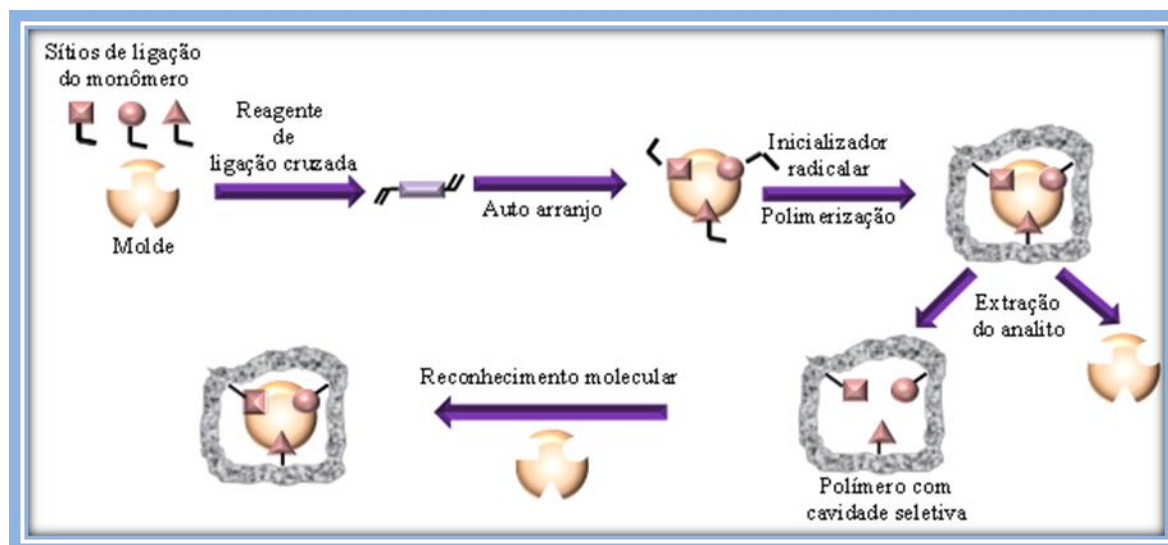 Sítios de ligação
do monômero
Molde
Reagente
de
ligação cruzada
Auto arranjo
Inicializador
radicalar
Polimerização
Extração
do analito
Polímero com
cavidade seletiva
Reconhecimento molecular